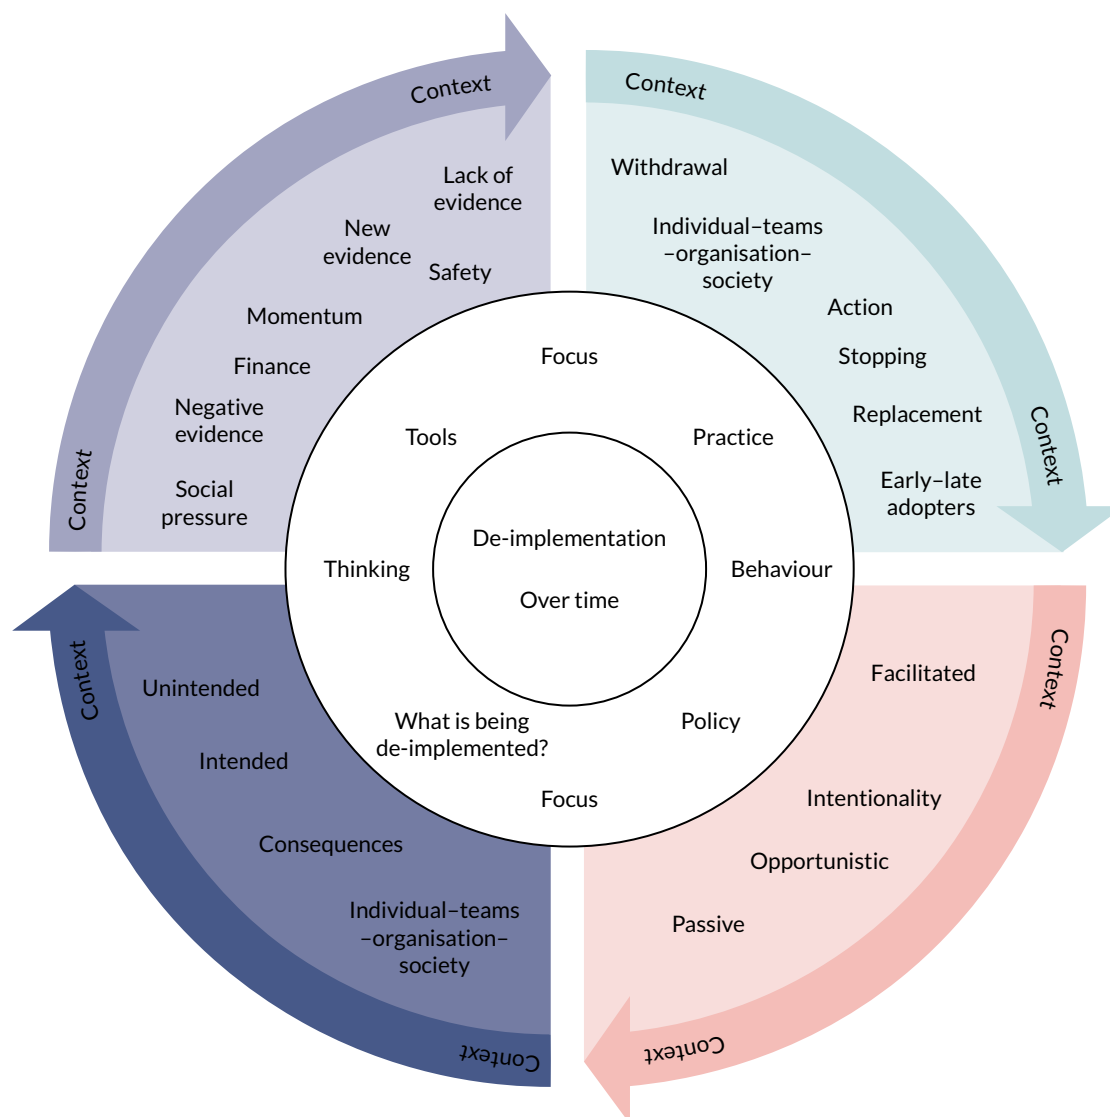 Context
Context
Lack of
evidence
New
evidence
Safety
Momentum
Finance
Negative
evidence
Social
pressure
Context
Context
Withdrawal
Individual–teams
–organisation–
society
Action
Stopping
Replacement
Early–late
adopters
Focus
Tools
Practice
Thinking
Behaviour
What is being
de-implemented?
Policy
Focus
De-implementation
Over time
Context
Facilitated
Intentionality
Opportunistic
Passive
Context
Context
Unintended
Intended
Consequences
Individual–teams
–organisation–
society
Context